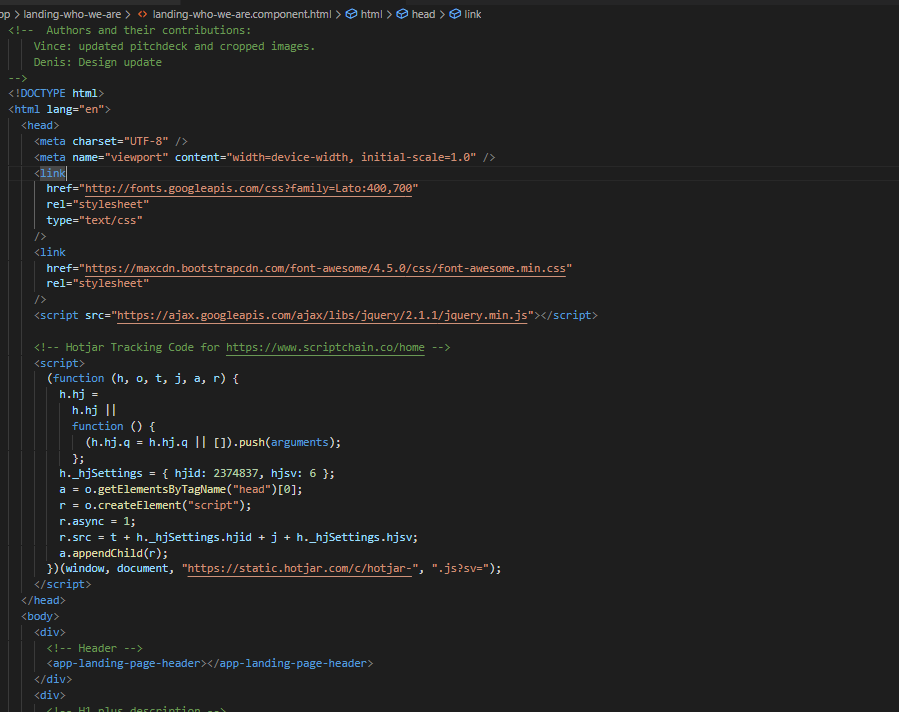 pp > landing-who-we-are > <> landing-who-we-are.component.html > html > head > link
<!--  Authors and their contributions:
Vince: updated pitchdeck and cropped images.
Denis: Design update
-->
<!DOCTYPE html>
<html lang="en">
<head>
<meta charset="UTF-8" />
<meta name="viewport" content="width=device-width, initial-scale=1.0" />
<link
href="http://fonts.googleapis.com/css?family=Lato:400,700"
rel="stylesheet"
type="text/css"
/>
<link
href="https://maxcdn.bootstrapcdn.com/font-awesome/4.5.0/css/font-awesome.min.css"
rel="stylesheet"
/>
<script src="https://ajax.googleapis.com/ajax/libs/jquery/2.1.1/jquery.min.js"></script>
<!-- Hotjar Tracking Code for https://www.scriptchain.co/home -->
<script>
(function (h, o, t, j, a, r) {
h.hj =
h.hj ||
function () {
(h.hj.q = h.hj.q || []).push(arguments);
};
h._hjSettings = { hjid: 2374837, hjsv: 6 };
a = o.getElementsByTagName("head")[0];
r = o.createElement("script");
r.async = 1;
r.src = t + h._hjSettings.hjid + j + h._hjSettings.hjsv;
a.appendChild(r);
})(window, document, "https://static.hotjar.com/c/hotjar-", ".js?sv=");
</script>
</head>
<body>
<div>
<!-- Header -->
<app-landing-page-header></app-landing-page-header>
</div>
<div>
<!-- H1 plus description -->